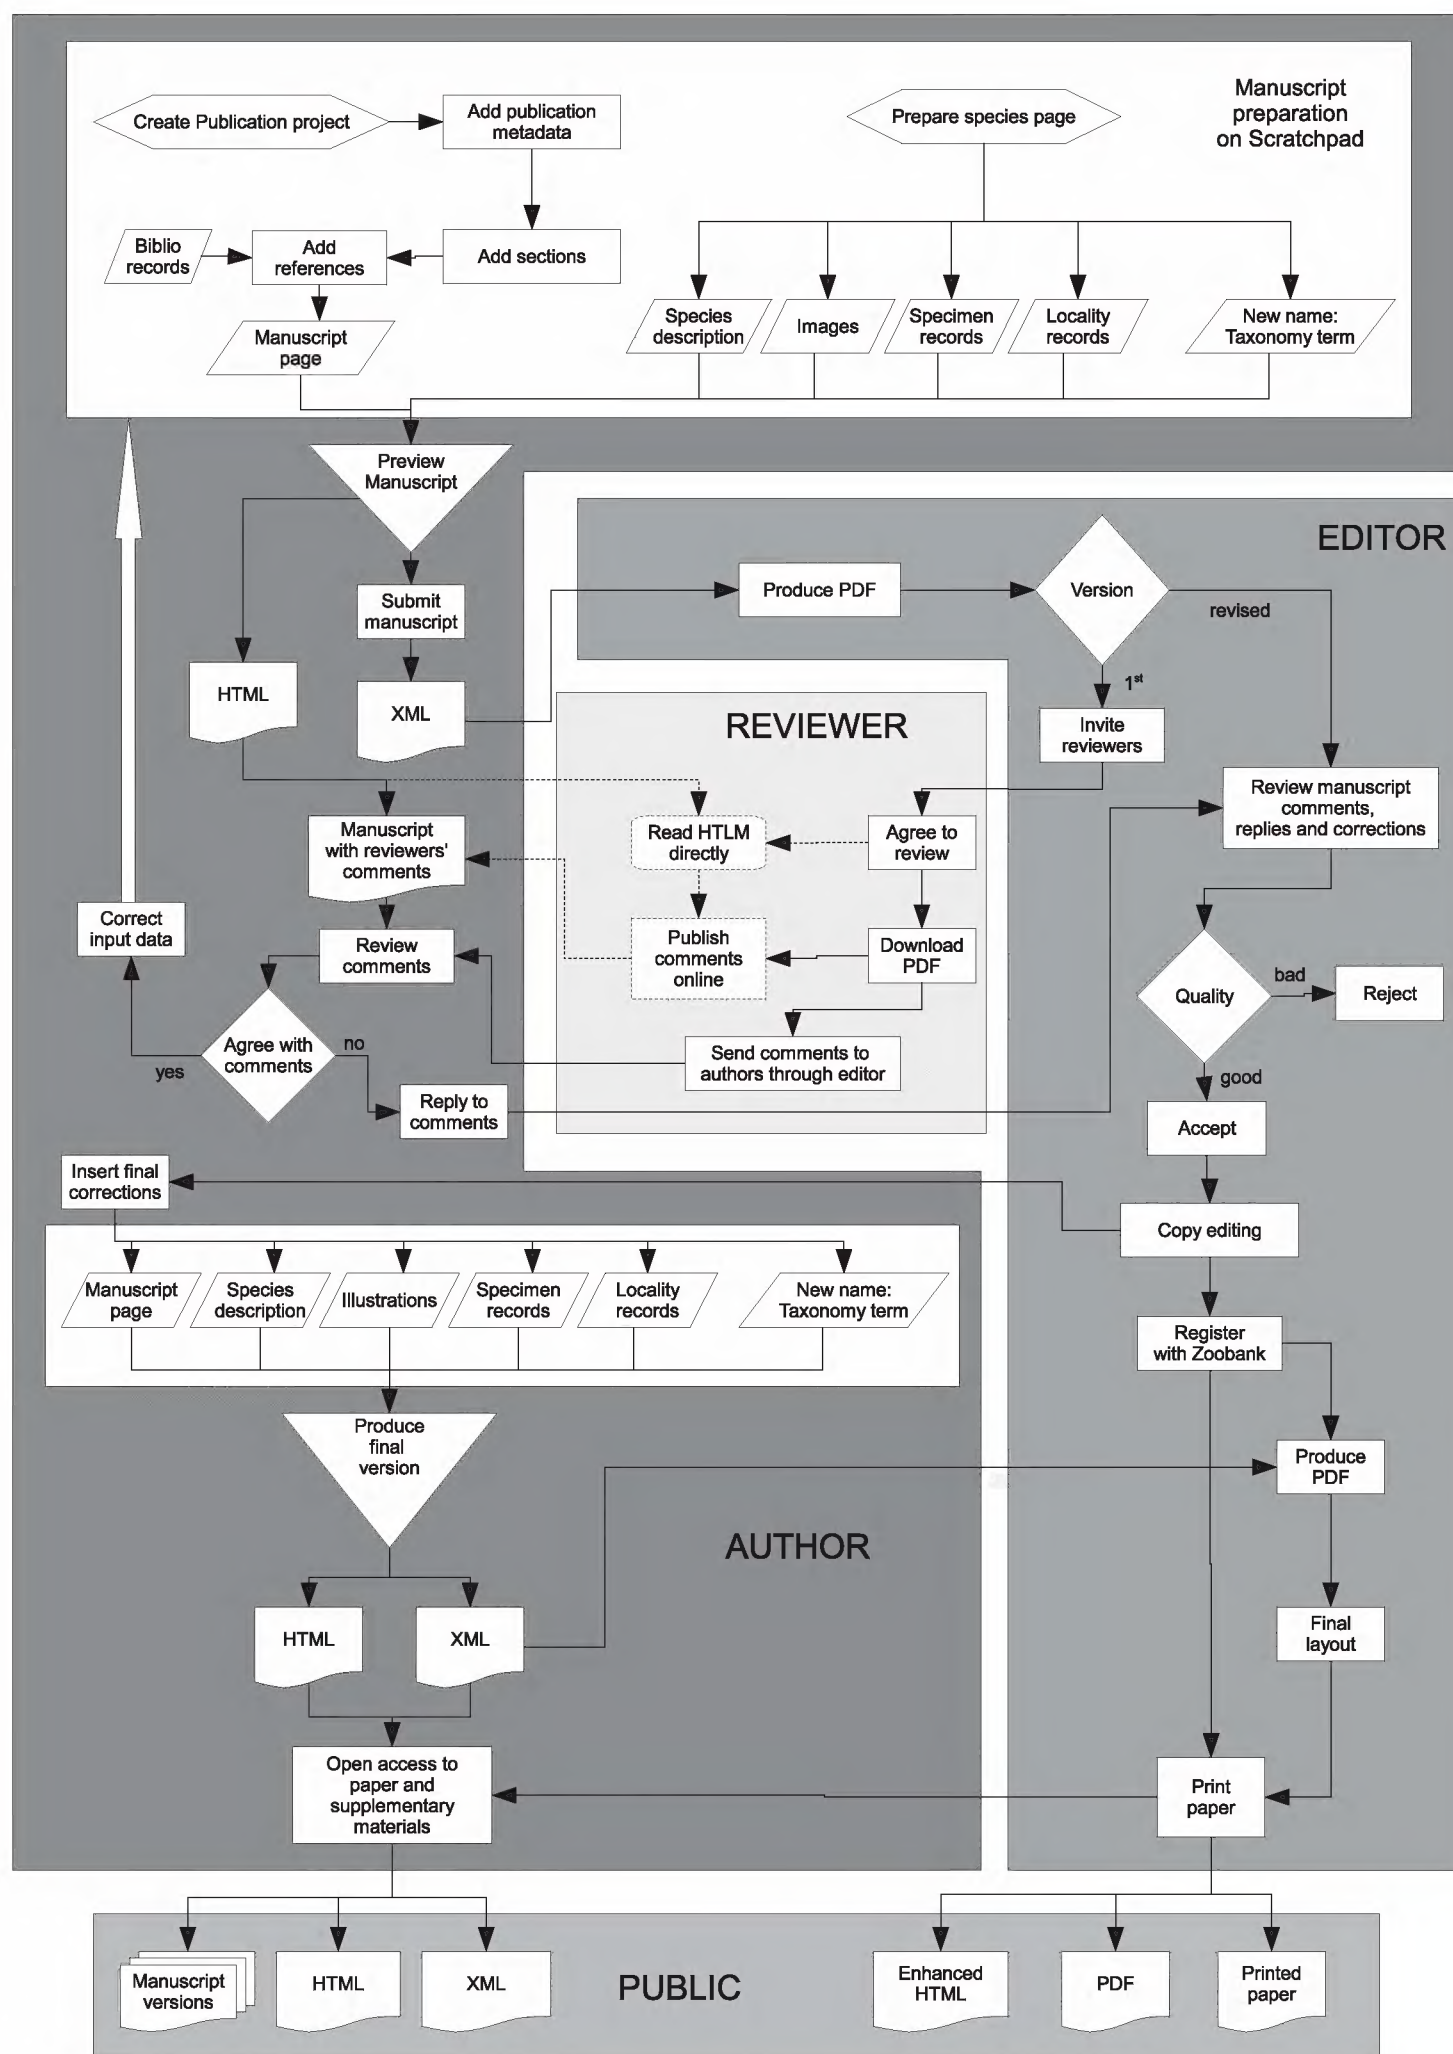 Manuscript
preparation
on Scratchpad
Create Publication project
Add publication
metadata
Prepare species page
Biblio
records
Add
references
Add sections
Manuscript
page
Species
description
Images
Specimen
records
Locality
records
New name:
Taxonomy term
Preview
Manuscript
EDITOR
Submit
manuscript
Produce PDF
Version
revised
1st
HTML
XML
REVIEWER
Invite
reviewers
Review manuscript
comments,
replies and corrections
Manuscript
with reviewers'
comments
Read HTLM
directly
Agree to
review
Correct
input data
Review
comments
Publish
comments
online
Download
PDF
Quality
bad
Reject
Agree with
comments
yes
no
Send comments to
authors through editor
good
Reply to
comments
Accept
Insert final
corrections
Copy editing
Manuscript
page
Species
description
Illustrations
Specimen
records
Locality
records
New name:
Taxonomy term
Register
with Zoobank
Produce
final
version
Produce
PDF
AUTHOR
HTML
XML
Final
layout
Open access to
paper and
supplementary
materials
Print
paper
Manuscript
versions
HTML
XML
PUBLIC
Enhanced
HTML
PDF
Printed
paper